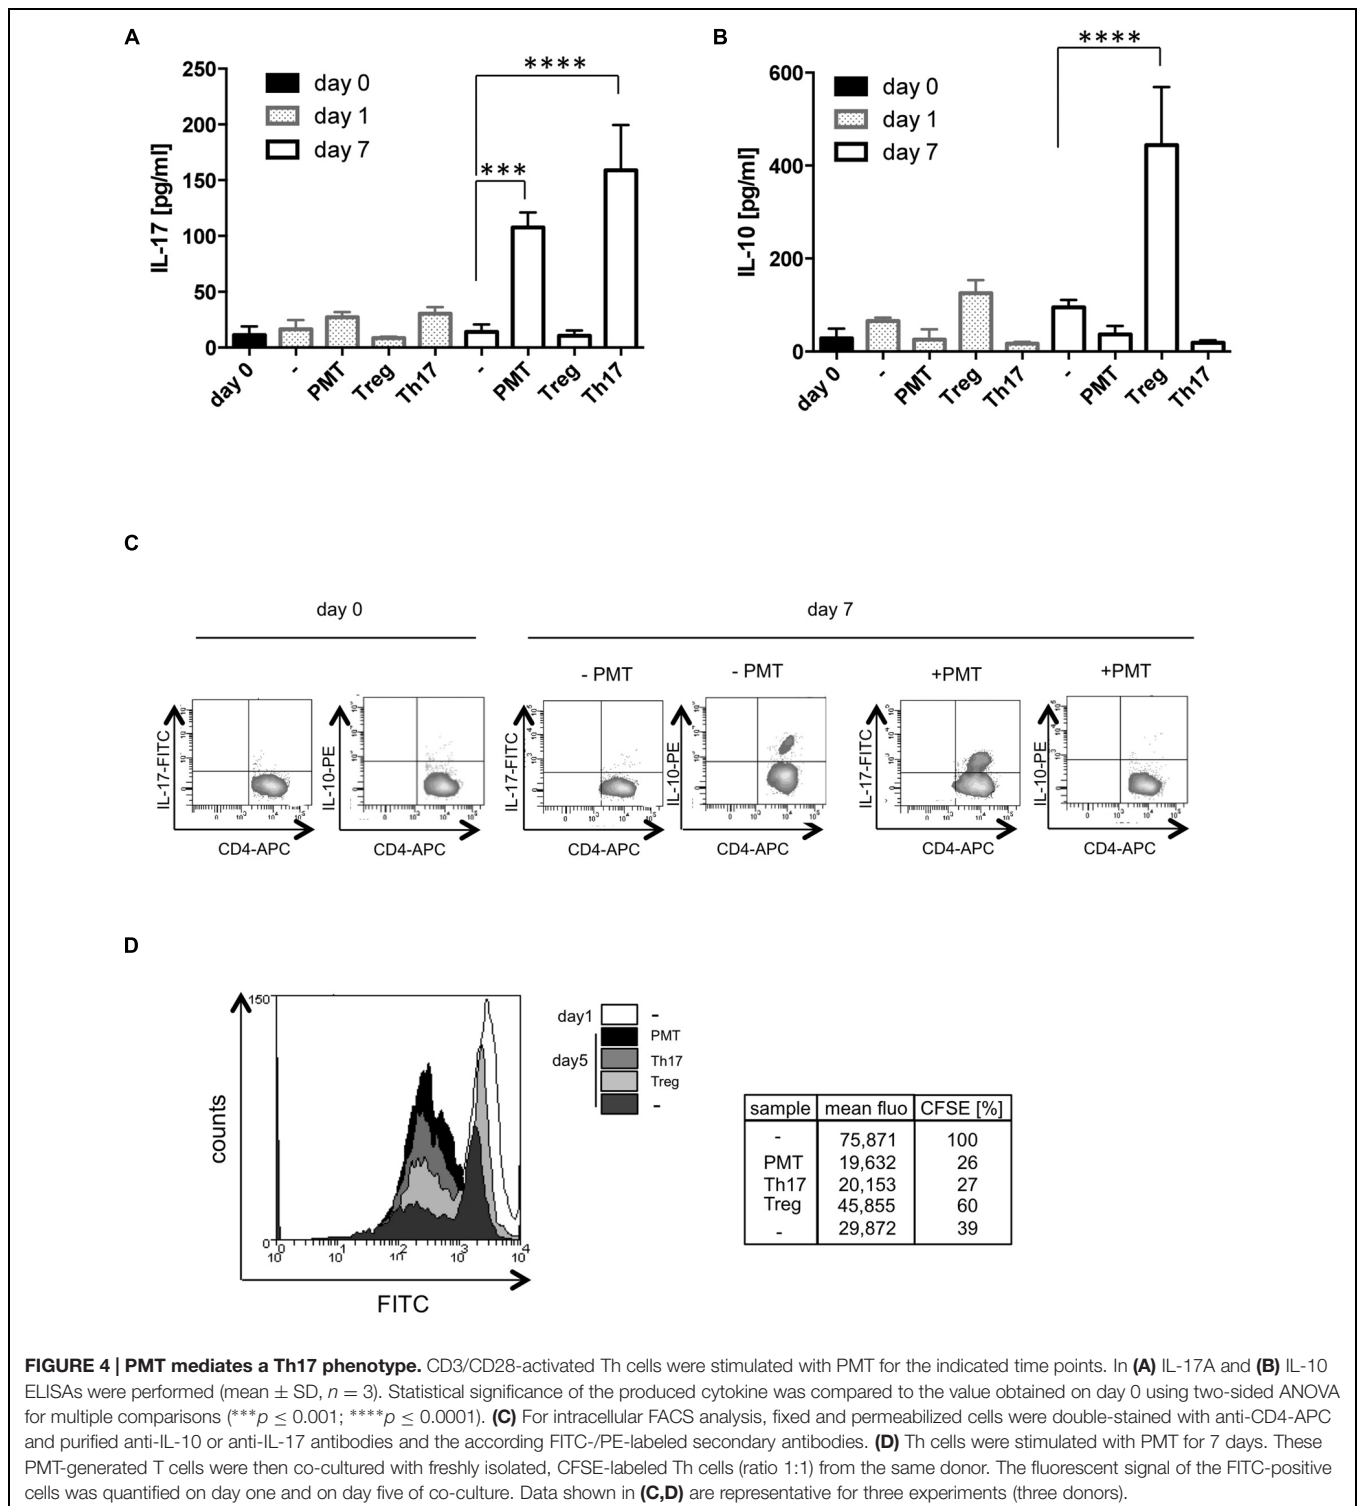 A
IL-17 [pg/ml]
250
200
150
100
50
0
day 0
day 1
day 7
***
****
day 0
-
PMT
Treg
Th17
-
PMT
Treg
Th17
B
IL-10 [pg/ml]
600
400
200
0
day 0
day 1
day 7
****
day 0
-
PMT
Treg
Th17
-
PMT
Treg
Th17
C
day 0
day 7
- PMT
- PMT
+PMT
+PMT
IL-17-FITC
CD4-APC
IL-10-PE
CD4-APC
IL-17-FITC
CD4-APC
IL-10-PE
CD4-APC
IL-17-FITC
CD4-APC
IL-10-PE
CD4-APC
D
150
0
counts
10^0 10^1 10^2 10^3 10^4
FITC
day1 -
day5 PMT
Th17
Treg
-
sample mean fluo CFSE [%]
- 75,871 100
PMT 19,632 26
Th17 20,153 27
Treg 45,855 60
- 29,872 39
FIGURE 4 | PMT mediates a Th17 phenotype. CD3/CD28-activated Th cells were stimulated with PMT for the indicated time points. In (A) IL-17A and (B) IL-10
ELISAs were performed (mean ± SD, n = 3). Statistical significance of the produced cytokine was compared to the value obtained on day 0 using two-sided ANOVA
for multiple comparisons (***p ≤ 0.001; ****p ≤ 0.0001). (C) For intracellular FACS analysis, fixed and permeabilized cells were double-stained with anti-CD4-APC
and purified anti-IL-10 or anti-IL-17 antibodies and the according FITC-/PE-labeled secondary antibodies. (D) Th cells were stimulated with PMT for 7 days. These
PMT-generated T cells were then co-cultured with freshly isolated, CFSE-labeled Th cells (ratio 1:1) from the same donor. The fluorescent signal of the FITC-positive
cells was quantified on day one and on day five of co-culture. Data shown in (C,D) are representative for three experiments (three donors).